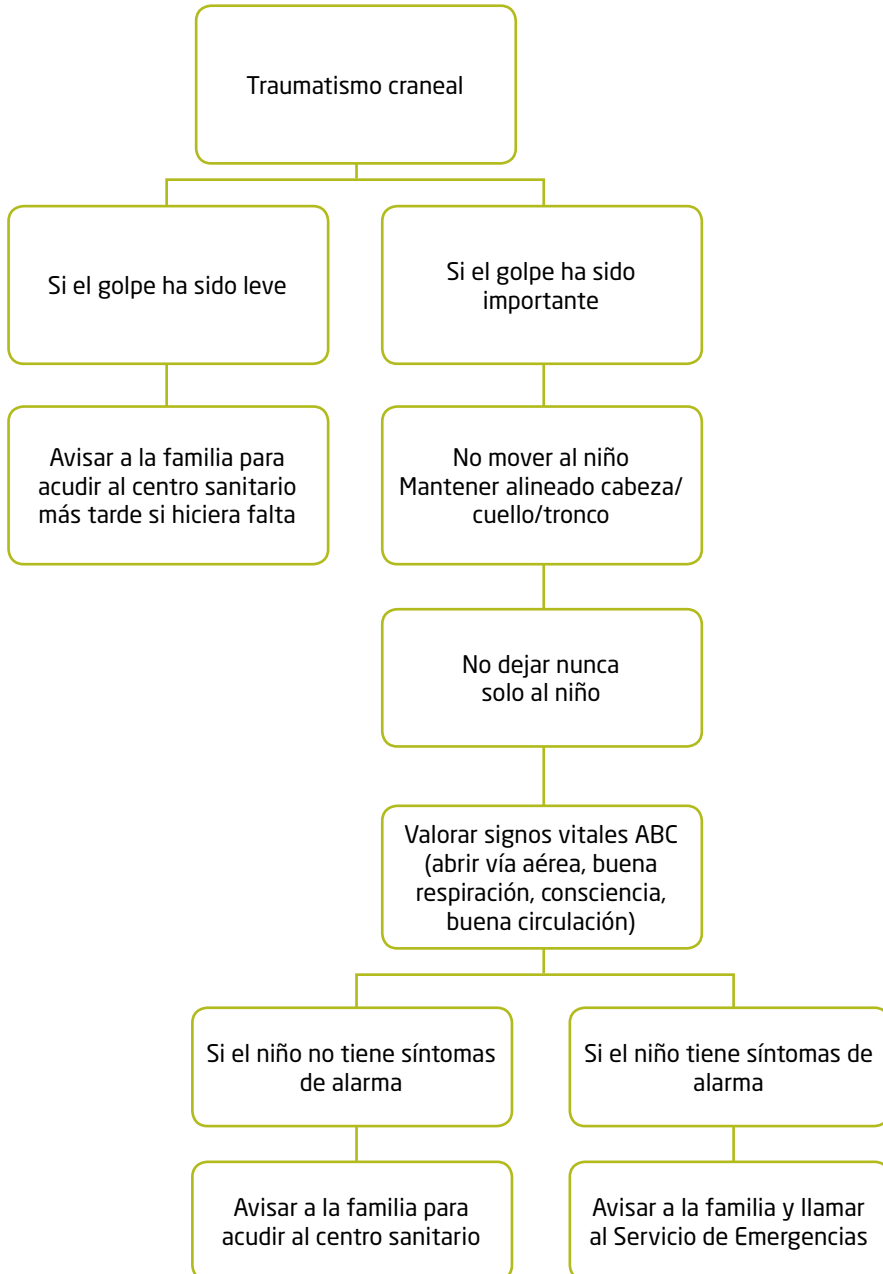 Traumatismo craneal
Si el golpe ha sido leve
Si el golpe ha sido
importante
Avisar a la familia para
acudir al centro sanitario
más tarde si hiciera falta
No mover al niño
Mantener alineado cabeza/
cuello/tronco
No dejar nunca
solo al niño
Valorar signos vitales ABC
(abrir vía aérea, buena
respiración, consciencia,
buena circulación)
Si el niño no tiene síntomas
de alarma
Si el niño tiene síntomas de
alarma
Avisar a la familia para
acudir al centro sanitario
Avisar a la familia y llamar
al Servicio de Emergencias